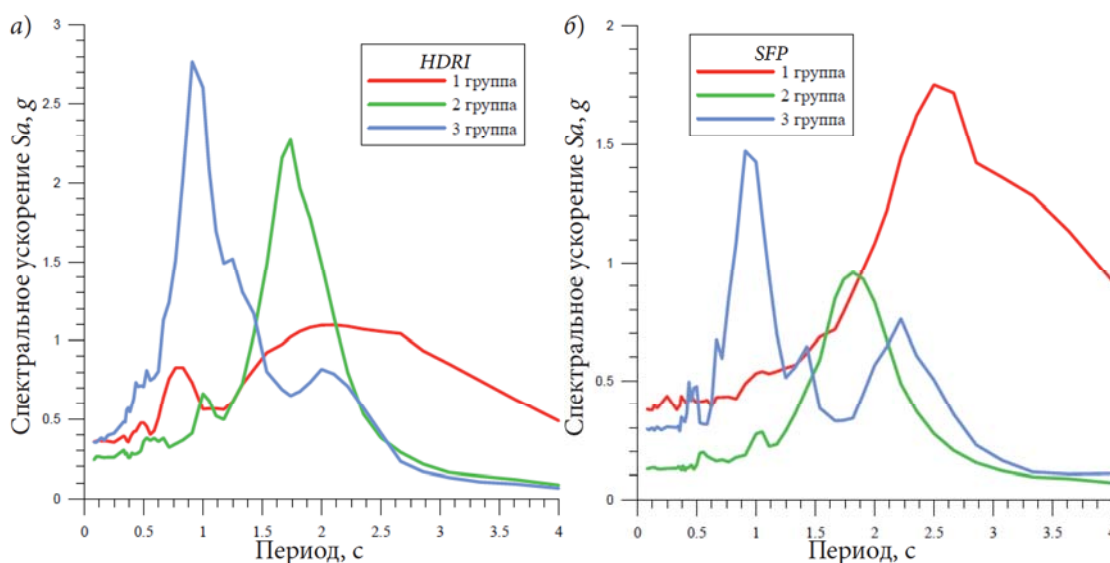 а)
3
2.5
2
1.5
1
0.5
0
Спектральное ускорение Sa, g
HDRI
1 группа
2 группа
3 группа
0 0.5 1 1.5 2 2.5 3 3.5 4
Период, с
б)
2
1.5
1
0.5
0
Спектральное ускорение Sa, g
SFP
1 группа
2 группа
3 группа
0 0.5 1 1.5 2 2.5 3 3.5 4
Период, с